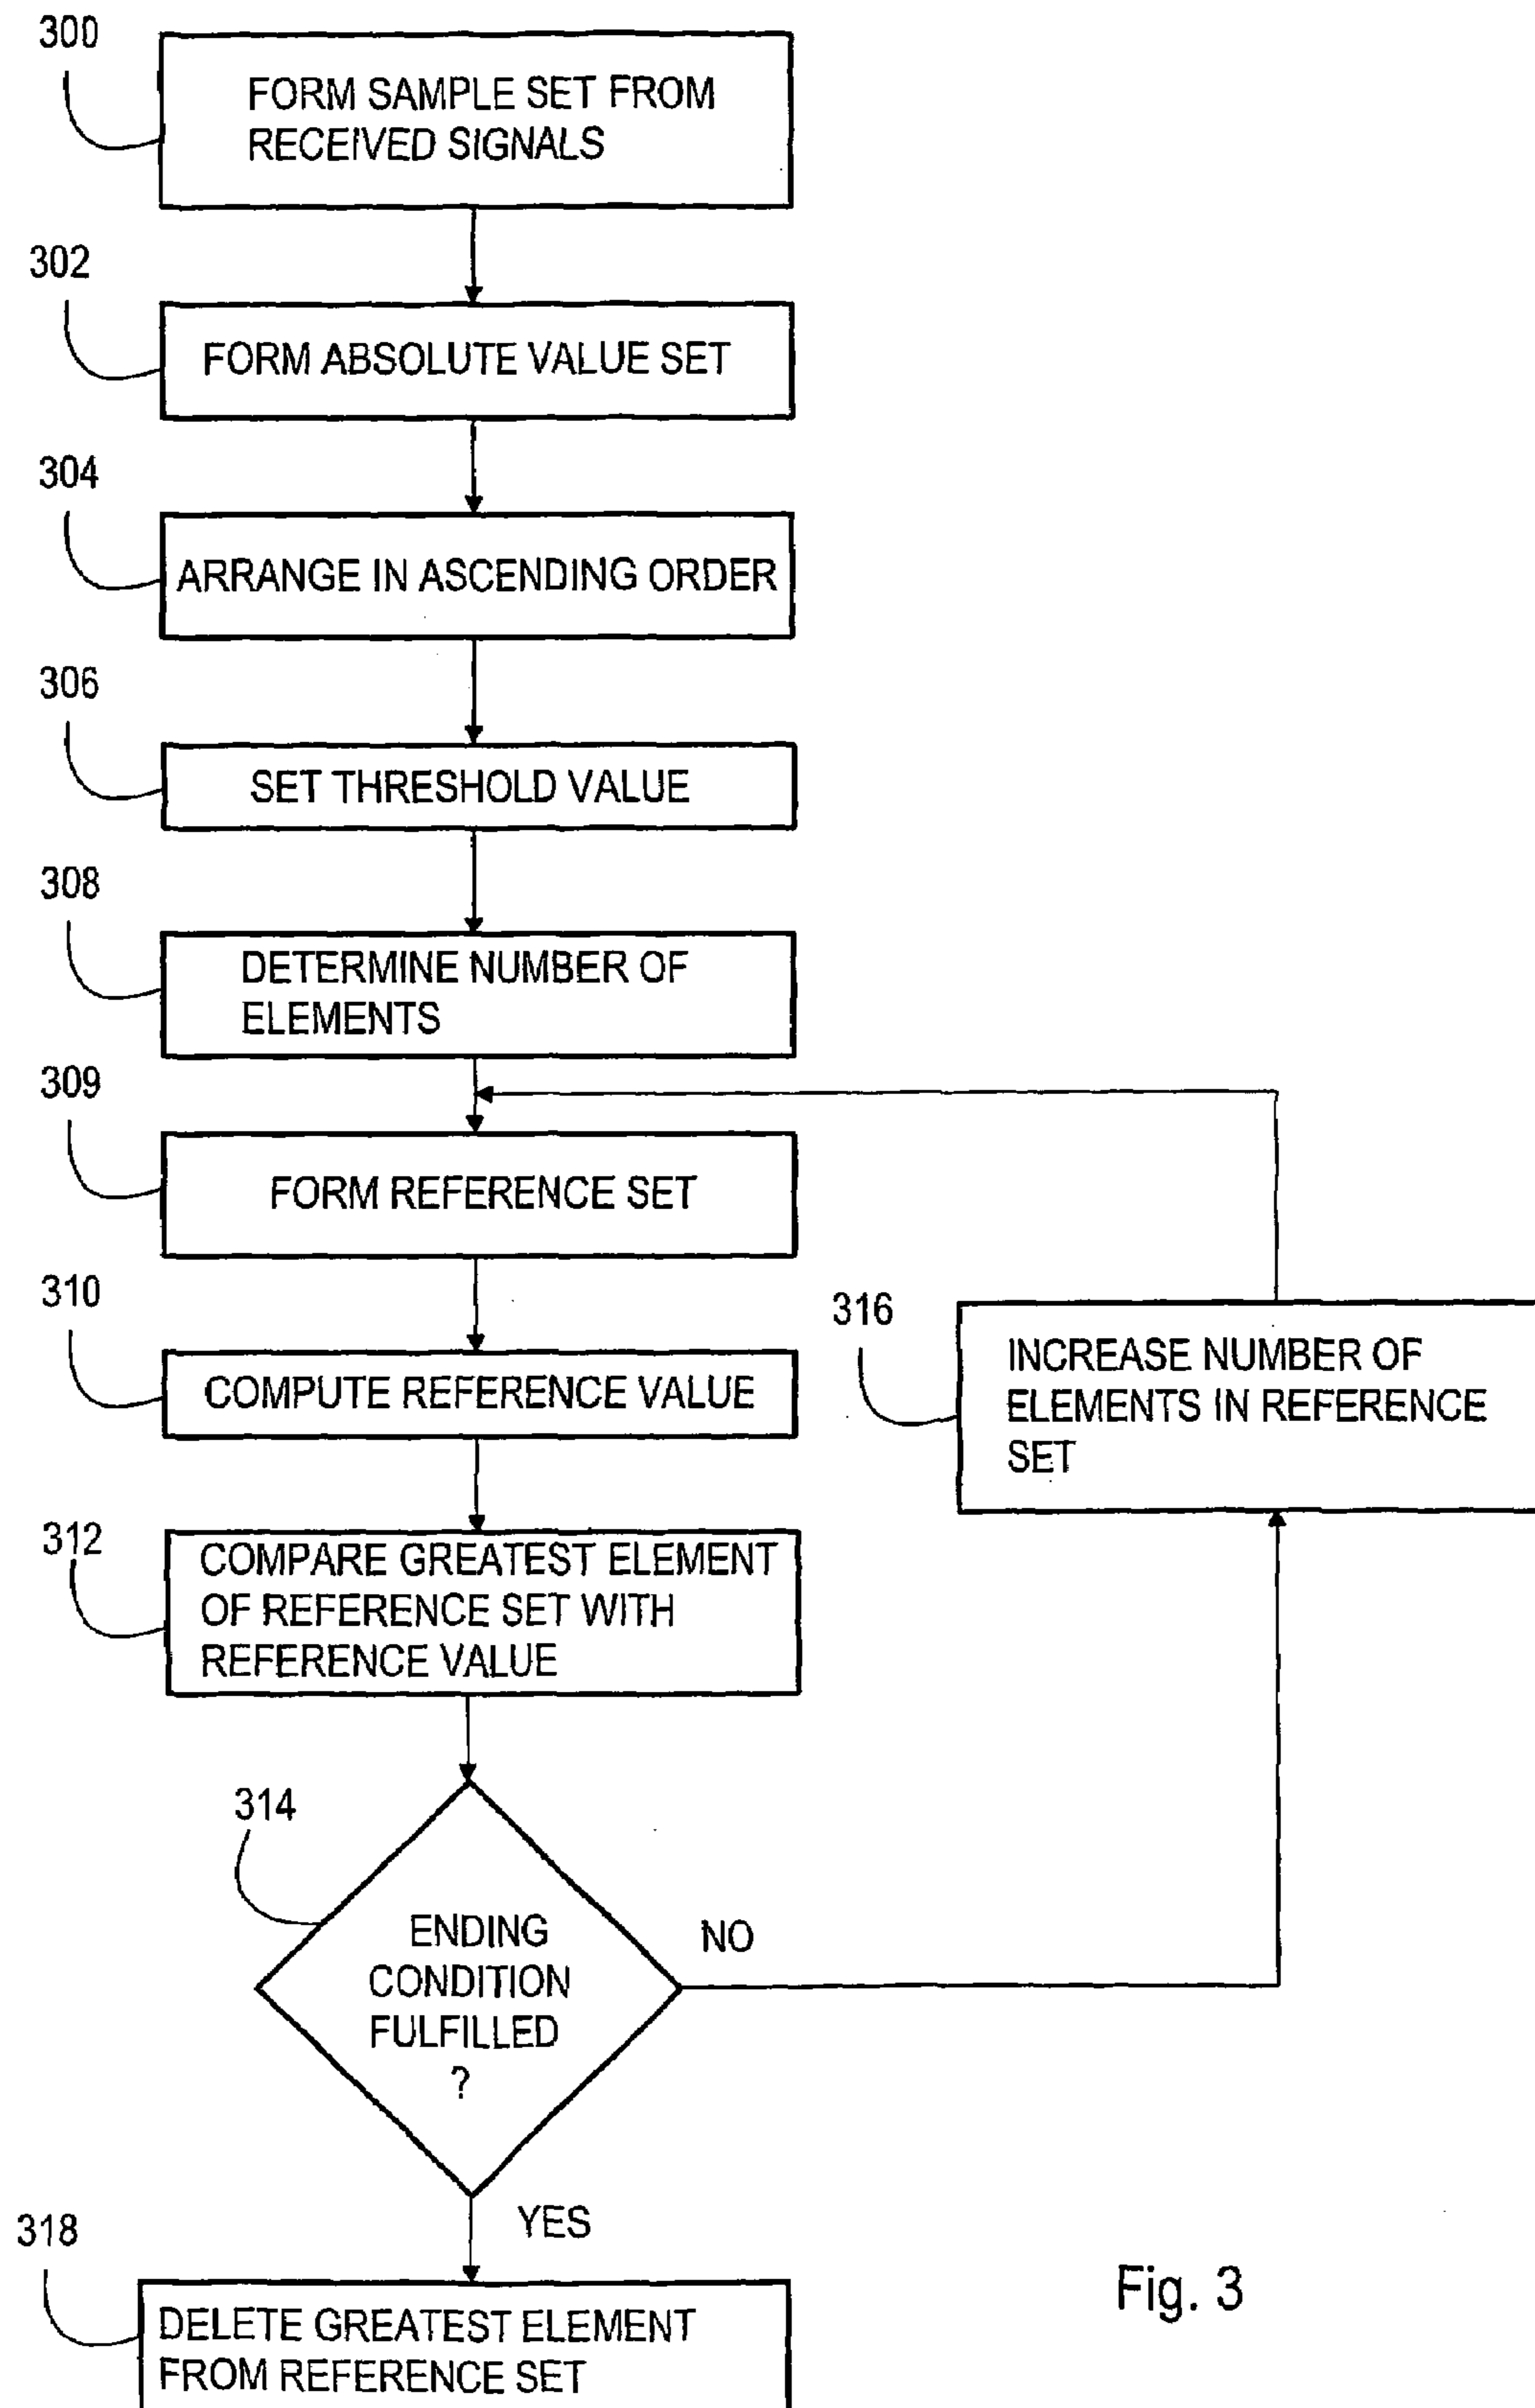 300
FORM SAMPLE SET FROM
RECEIVED SIGNALS
302
FORM ABSOLUTE VALUE SET
304
ARRANGE IN ASCENDING ORDER
306
SET THRESHOLD VALUE
308
DETERMINE NUMBER OF
ELEMENTS
309
FORM REFERENCE SET
310
COMPUTE REFERENCE VALUE
316
INCREASE NUMBER OF
ELEMENTS IN REFERENCE
SET
312
COMPARE GREATEST ELEMENT
OF REFERENCE SET WITH
REFERENCE VALUE
314
ENDING
CONDITION
FULFILLED
?
NO
YES
318
DELETE GREATEST ELEMENT
FROM REFERENCE SET
Fig. 3